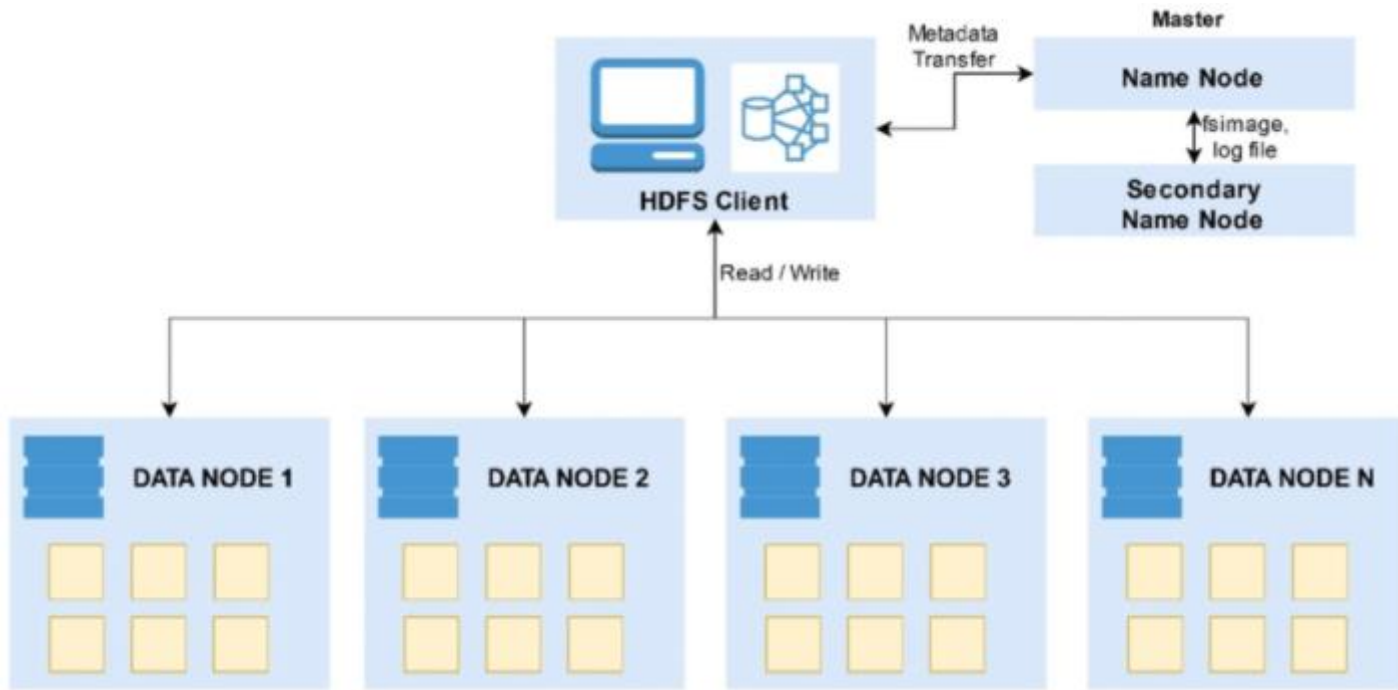 Master
Metadata
Transfer
Name Node
fsimage,
log file
HDFS Client
Secondary
Name Node
Read / Write
DATA NODE 1
DATA NODE 2
DATA NODE 3
DATA NODE N